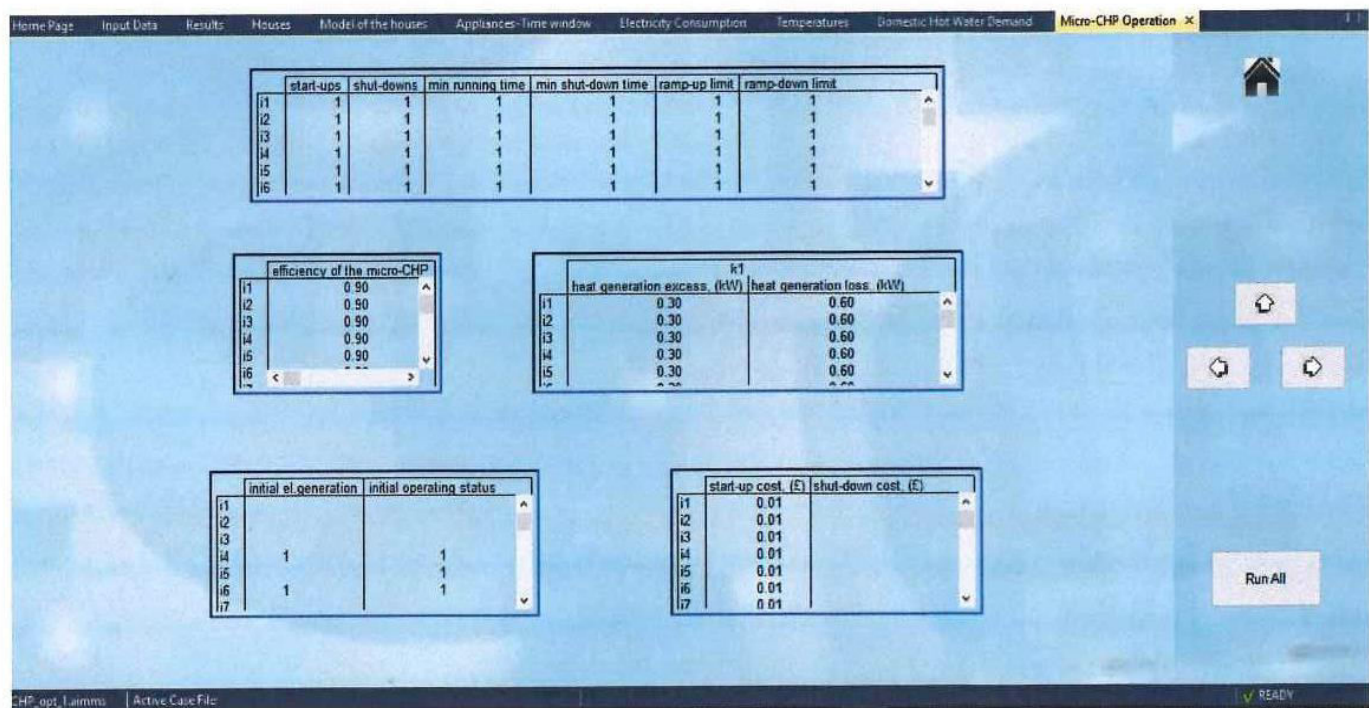 Home Page Input Data Results Houses Model of the houses Appliances-Time window Electricity Consumption Temperatures Domestic Hot Water Demand Micro-CHP Operation ×
start-ups shut-downs min running time min shut-down time ramp-up limit ramp-down limit
i1 1 1 1 1 1 1
i2 1 1 1 1 1 1
i3 1 1 1 1 1 1
i4 1 1 1 1 1 1
i5 1 1 1 1 1 1
i6 1 1 1 1 1 1
efficiency of the micro-CHP
i1 0.90
i2 0.90
i3 0.90
i4 0.90
i5 0.90
i6
k1
heat generation excess, (kW) heat generation loss, (kW)
i1 0.30 0.60
i2 0.30 0.60
i3 0.30 0.60
i4 0.30 0.60
i5 0.30 0.60
initial el.generation initial operating status
i1
i2
i3
i4 1 1
i5 1
i6 1 1
i7
start-up cost, (£) shut-down cost, (£)
i1 0.01
i2 0.01
i3 0.01
i4 0.01
i5 0.01
i6 0.01
i7 0.01
Run All
CHP_opt_1.aimms Active Case File: READY